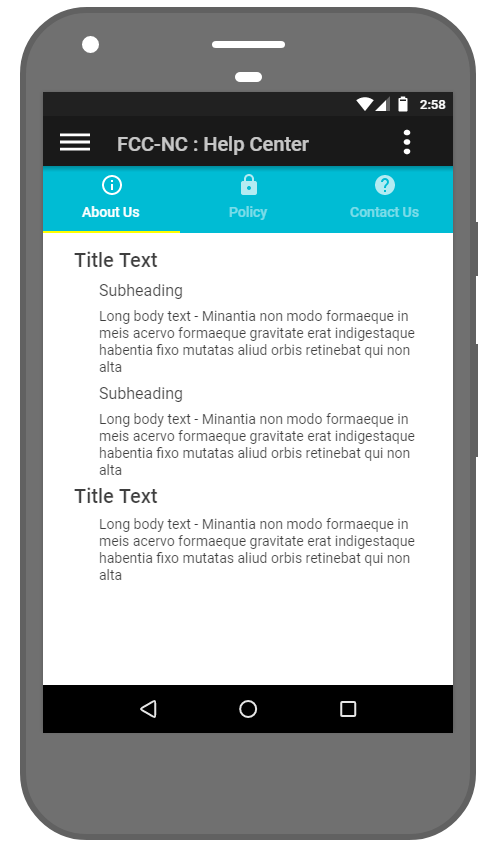 2:58
FCC-NC : Help Center
About Us
Policy
Contact Us
Title Text
Subheading
Long body text - Minantia non modo formaeque in
meis acervo formaeque gravitate erat indigestaque
habentia fixo mutatas aliud orbis retinebat qui non
alta
Subheading
Long body text - Minantia non modo formaeque in
meis acervo formaeque gravitate erat indigestaque
habentia fixo mutatas aliud orbis retinebat qui non
alta
Title Text
Long body text - Minantia non modo formaeque in
meis acervo formaeque gravitate erat indigestaque
habentia fixo mutatas aliud orbis retinebat qui non
alta